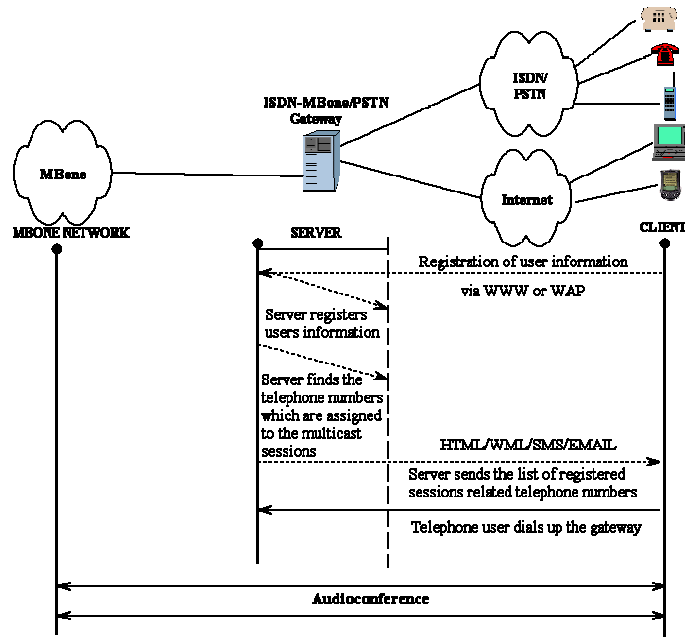 ISDN/
PSTN
ISDN-MBone/PSTN
Gateway
MBone
Internet
MBONE NETWORK
SERVER
CLIENT
Registration of user information
via WWW or WAP
Server registers
users information
Server finds the
telephone numbers
which are assigned
to the multicast
sessions
HTML/WML/SMS/EMAIL
Server sends the list of registered
sessions related telephone numbers
Telephone user dials up the gateway
Audioconference